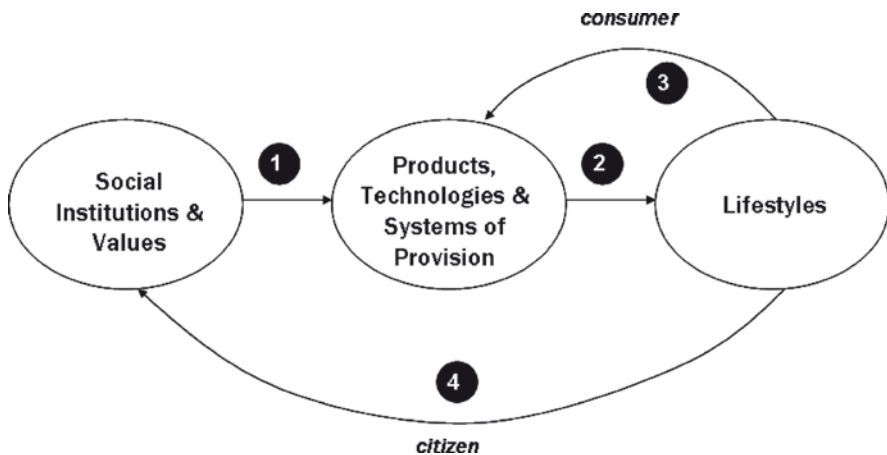 consumer
3
1
2
Social
Institutions &
Values
Products,
Technologies &
Systems of
Provision
Lifestyles
4
citizen